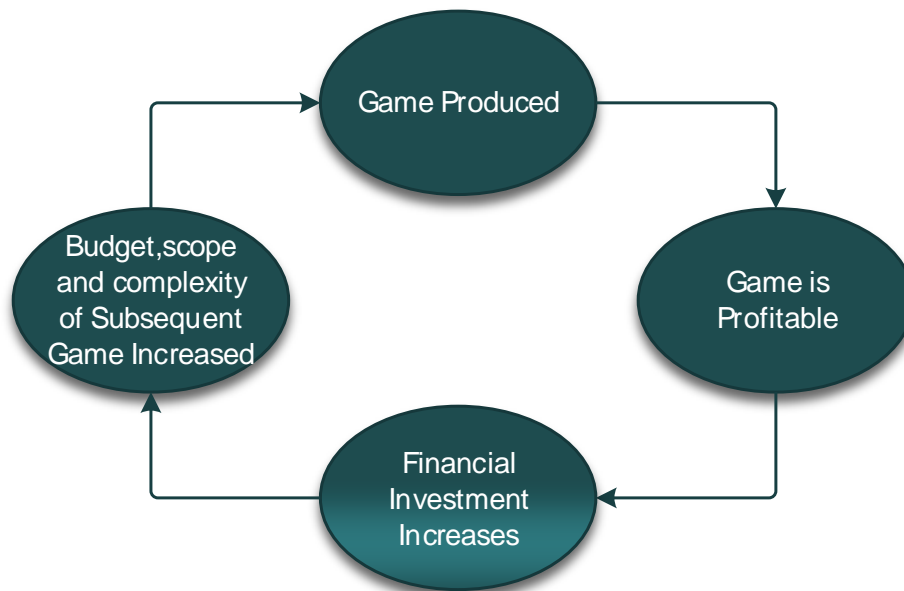 Game Produced
Game is
Profitable
Financial
Investment
Increases
Budget,scope
and complexity
of Subsequent
Game Increased